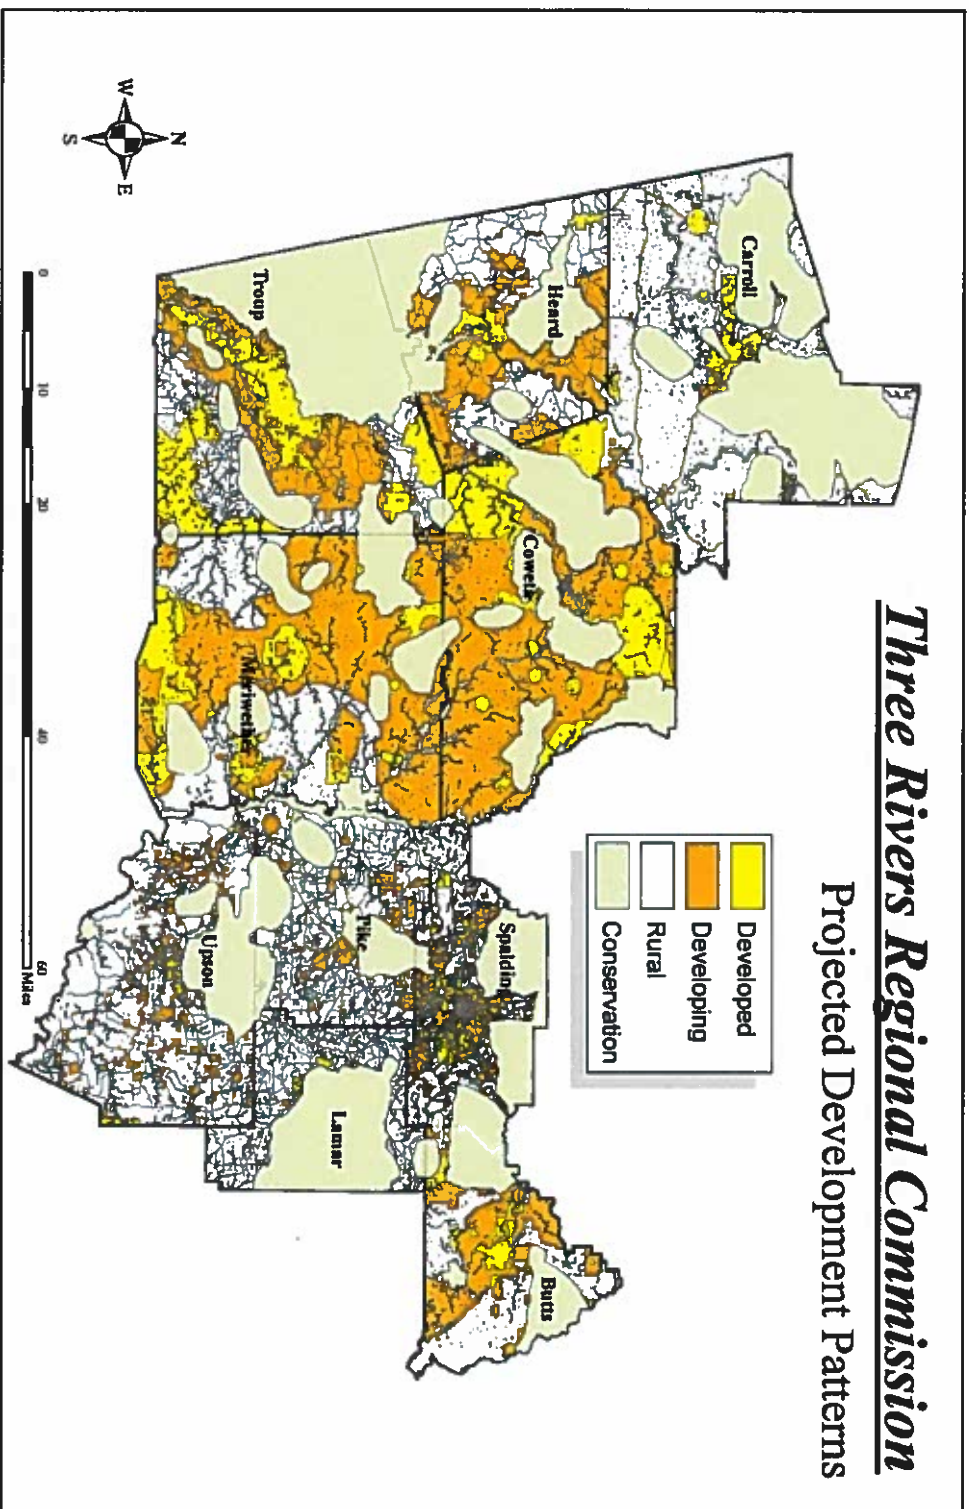 Three Rivers Regional Commission
Projected Development Patterns
Developed
Developing
Rural
Conservation
Carroll
Heard
Troup
Coweta
Meriwether
Spalding
Pike
Upson
Lamar
Butts
N
W
E
S
0
10
20
40
60
Miles